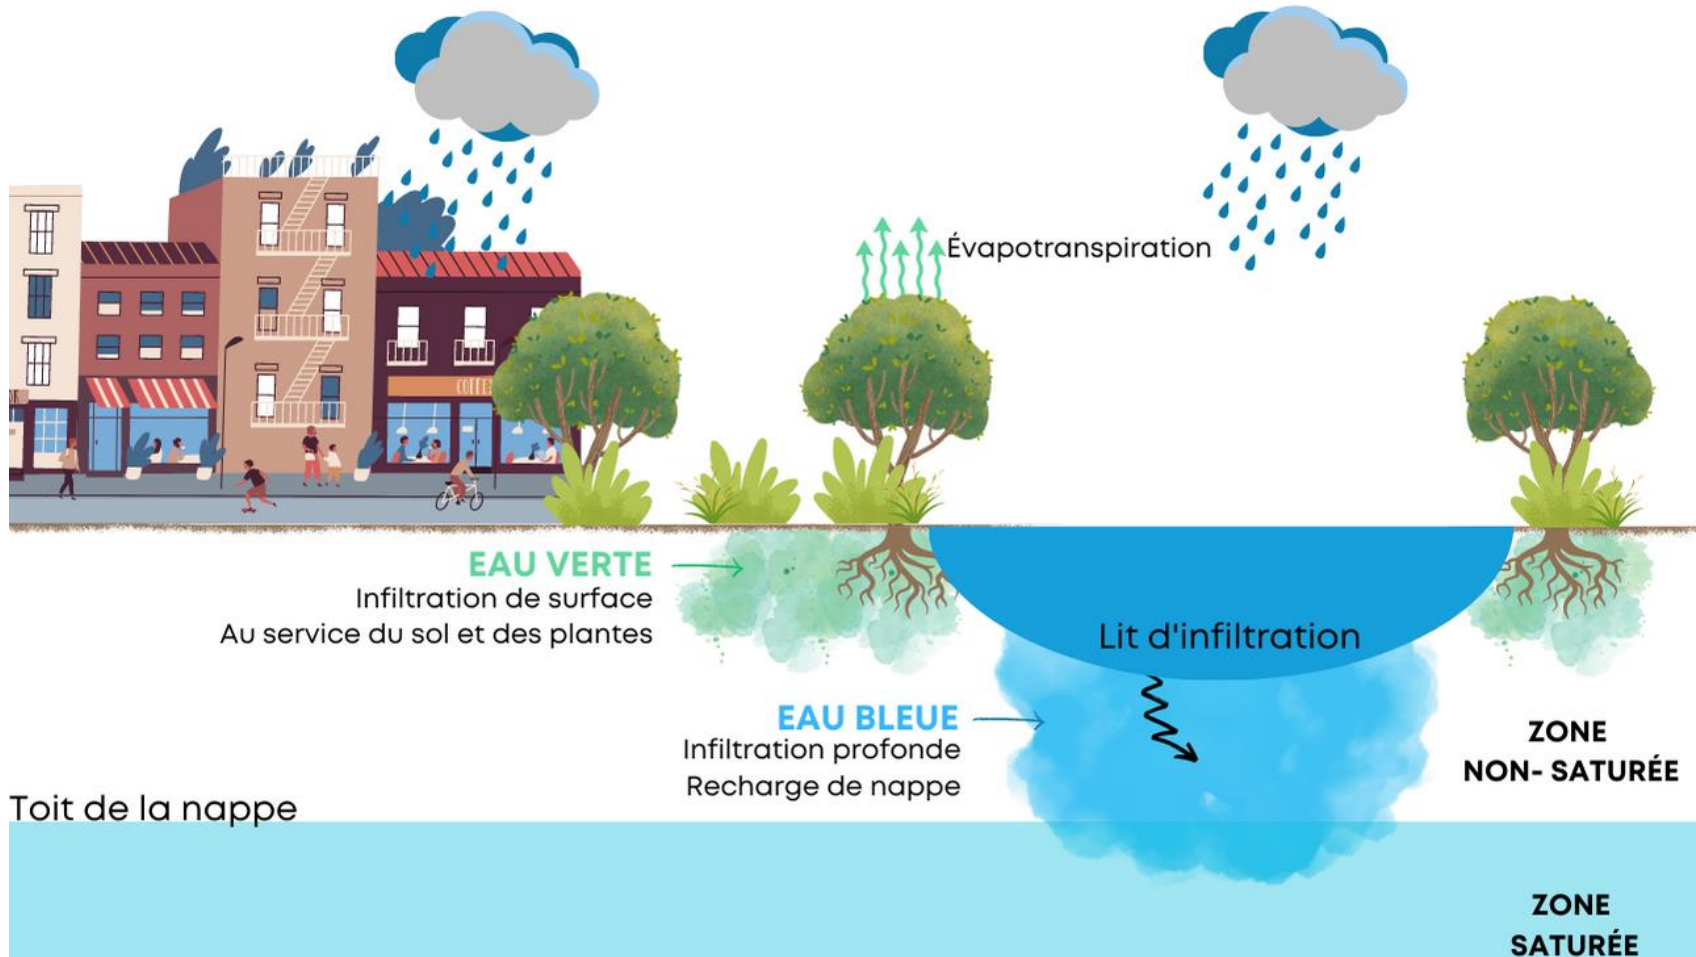 Évapotranspiration
COFFE
EAU VERTE
Infiltration de surface
Au service du sol et des plantes
Lit d'infiltration
EAU BLEUE
Infiltration profonde
Recharge de nappe
ZONE
NON- SATURÉE
Toit de la nappe
ZONE
SATURÉE